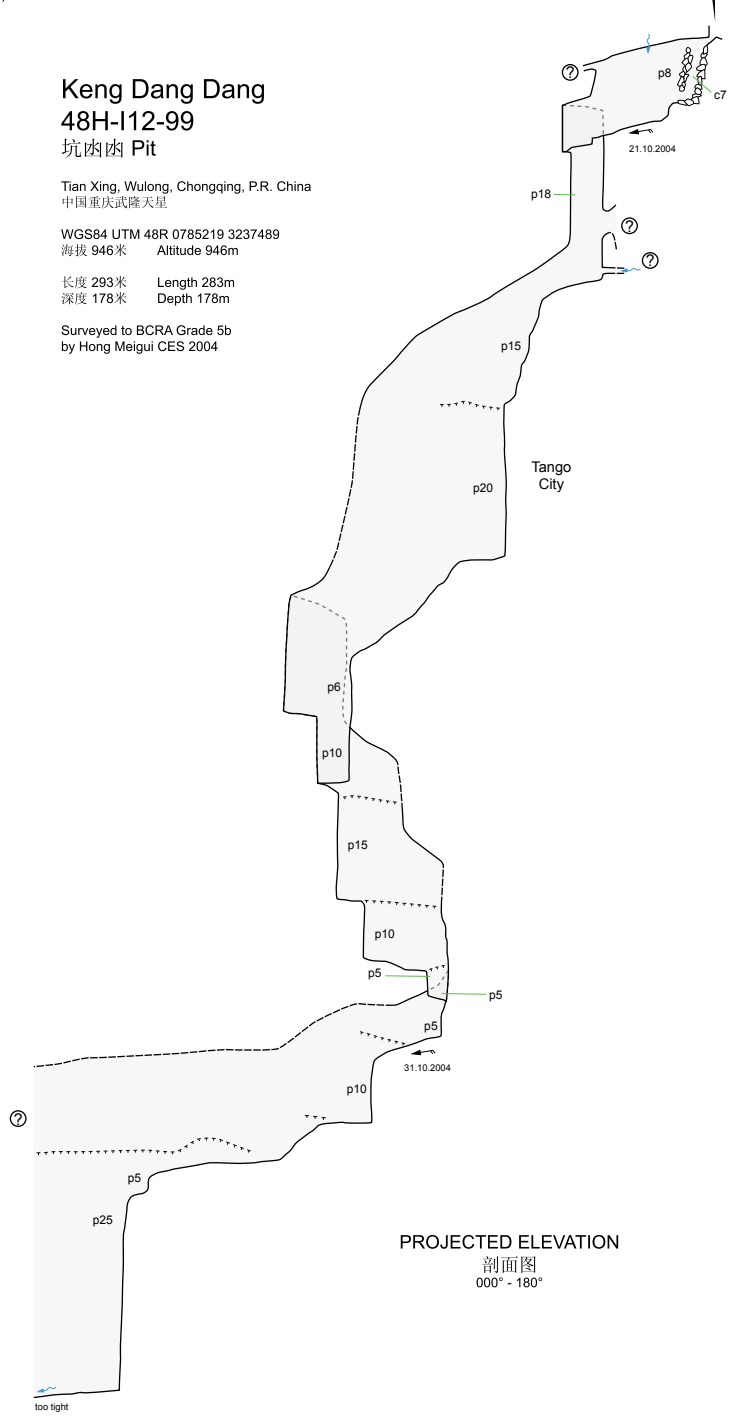 Keng Dang Dang
48H-I12-99
坑凼凼 Pit
Tian Xing, Wulong, Chongqing, P.R. China
中国重庆武隆天星
WGS84 UTM 48R 0785219 3237489
海拔 946米 Altitude 946m
长度 293米 Length 283m
深度 178米 Depth 178m
Surveyed to BCRA Grade 5b
by Hong Meigui CES 2004
?
p8
c7
21.10.2004
p18
?
?
p15
p20
Tango
City
p6
p10
p15
p10
p5
p5
p5
31.10.2004
p10
?
p5
p25
PROJECTED ELEVATION
剖面图
000° - 180°
too tight